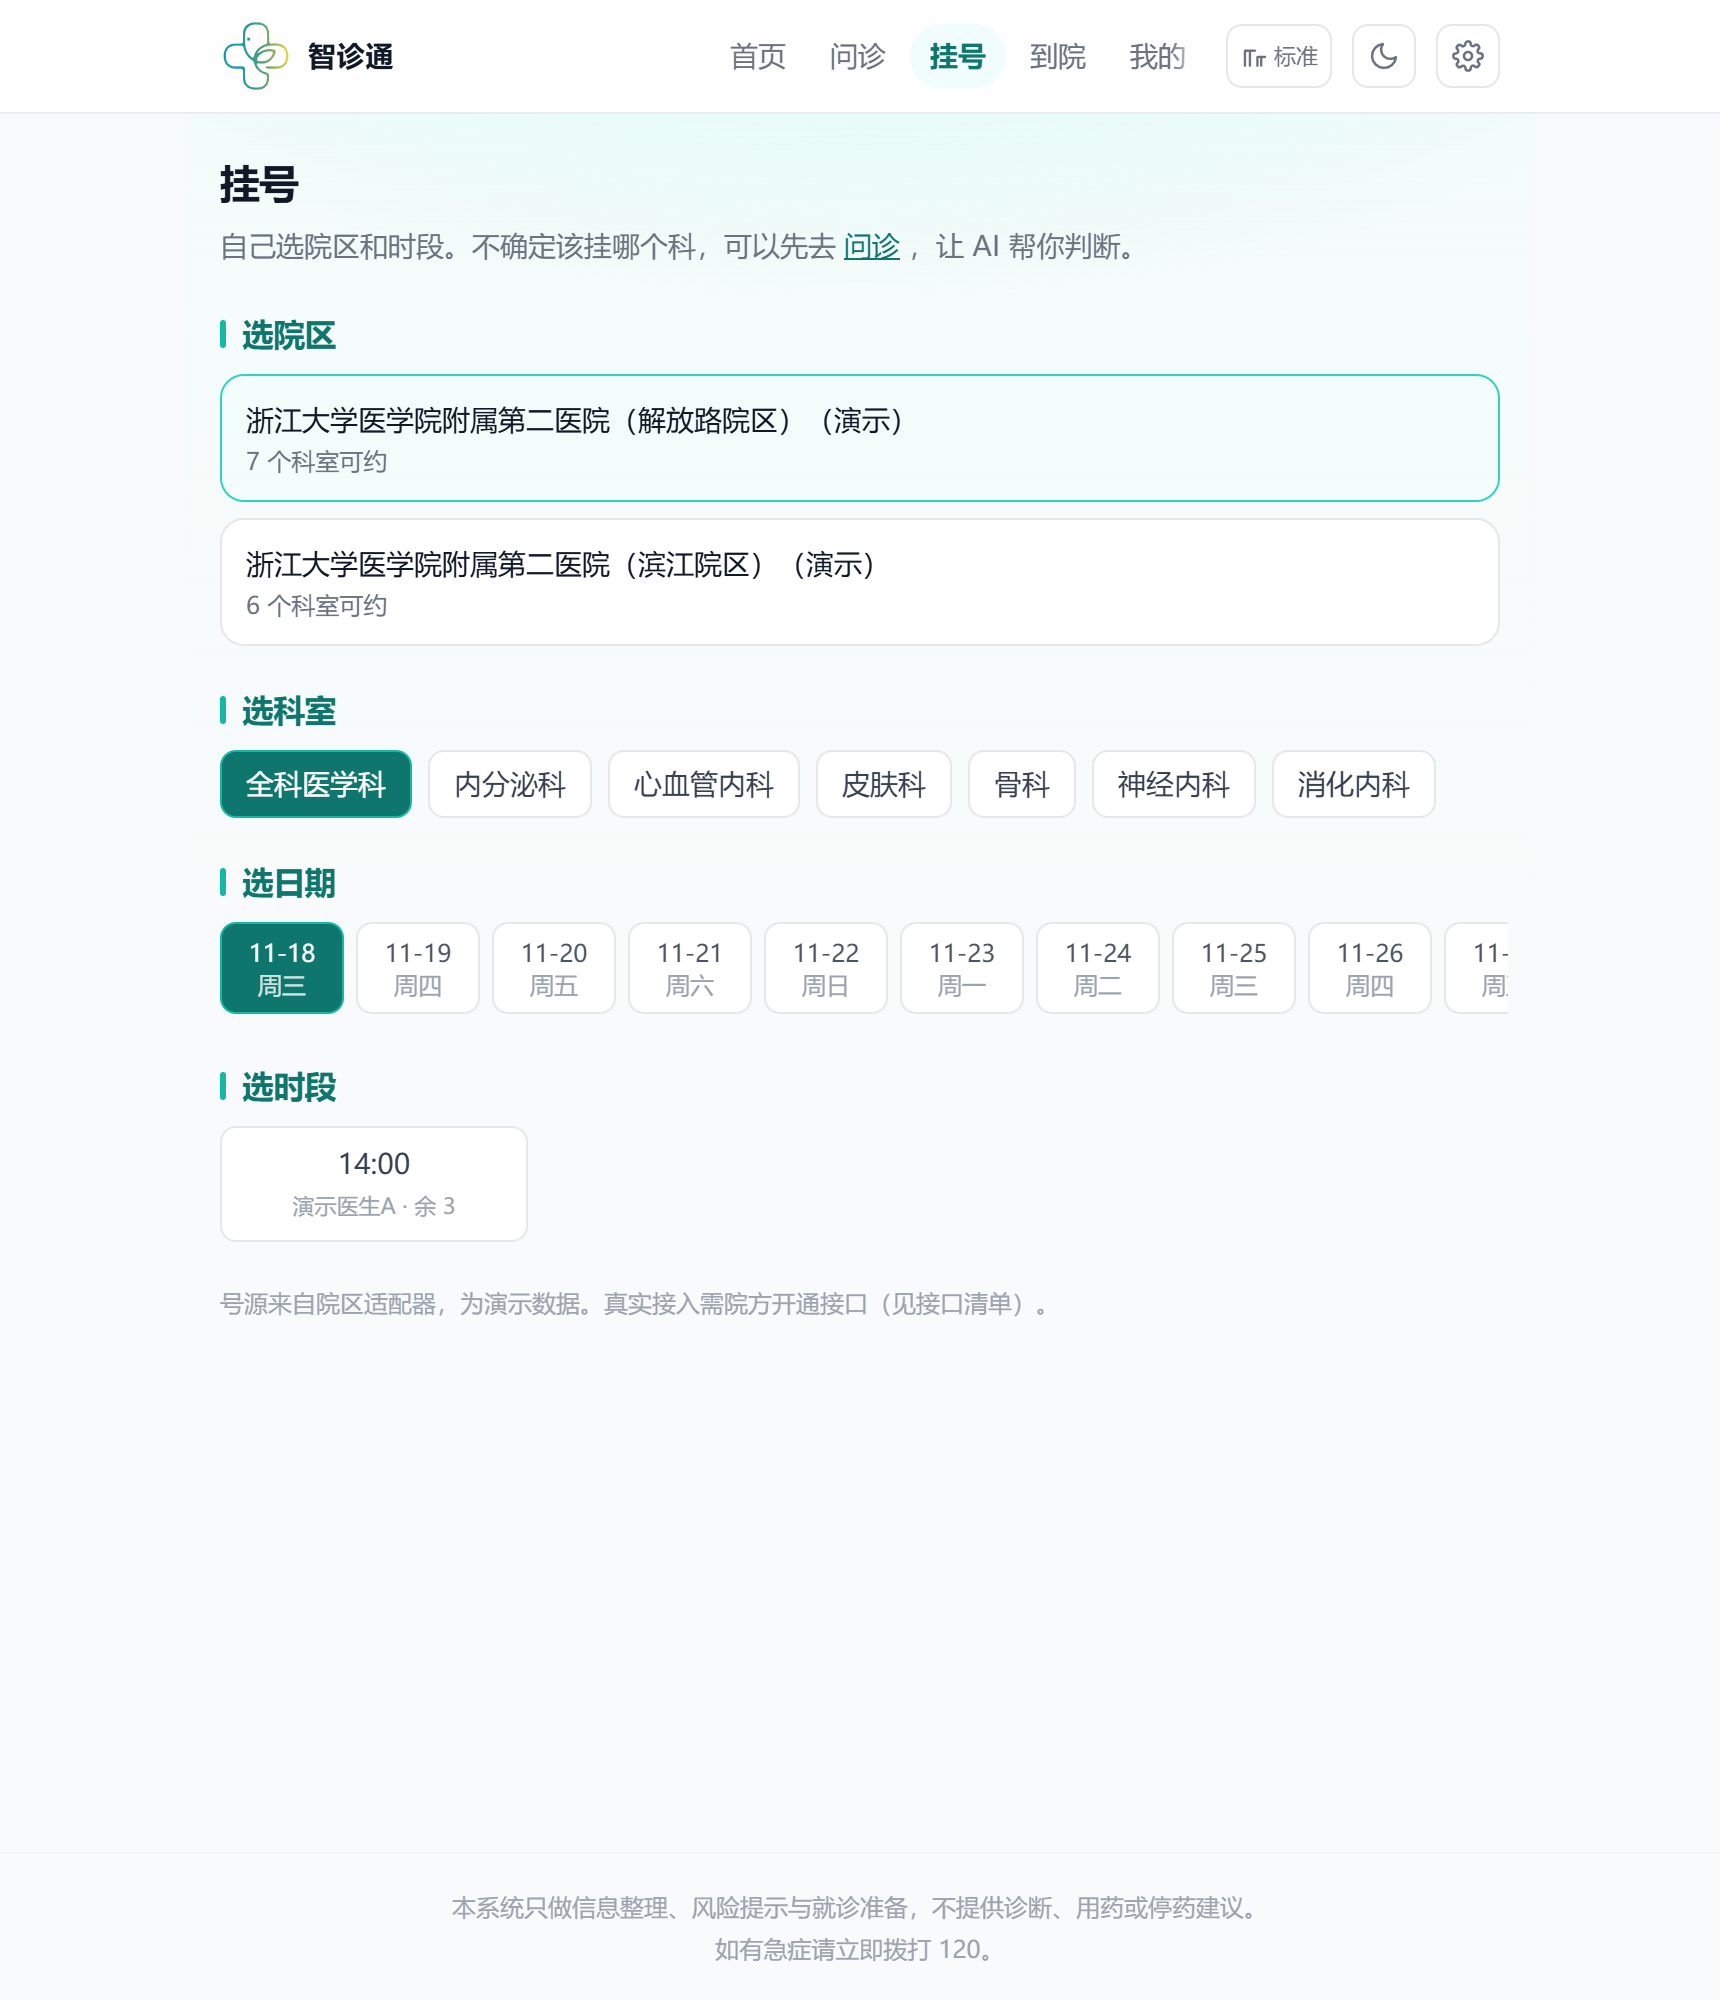 智诊通
首页 问诊 挂号 到院 我的 标准
挂号
自己选院区和时段。不确定该挂哪个科，可以先去 问诊 ，让 AI 帮你判断。
选院区
浙江大学医学院附属第二医院（解放路院区）（演示）
7 个科室可约
浙江大学医学院附属第二医院（滨江院区）（演示）
6 个科室可约
选科室
全科医学科 内分泌科 心血管内科 皮肤科 骨科 神经内科 消化内科
选日期
11-18 11-19 11-20 11-21 11-22 11-23 11-24 11-25 11-26 11-
周三 周四 周五 周六 周日 周一 周二 周三 周四 周
选时段
14:00
演示医生A · 余 3
号源来自院区适配器，为演示数据。真实接入需院方开通接口（见接口清单）。
本系统只做信息整理、风险提示与就诊准备，不提供诊断、用药或停药建议。
如有急症请立即拨打 120。